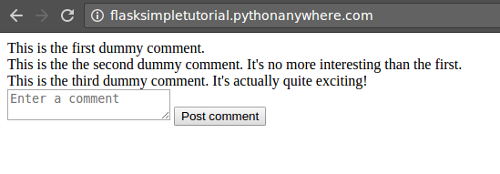 flasksimpletutorial.pythonanywhere.com
This is the first dummy comment.
This is the the second dummy comment. It's no more interesting than the first.
This is the third dummy comment. It's actually quite exciting!
Enter a comment
Post comment